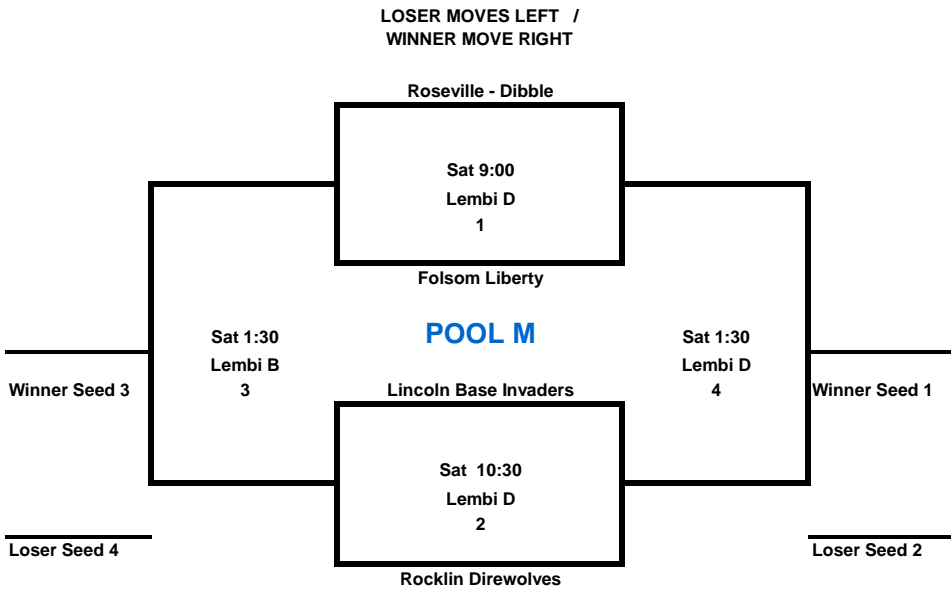 LOSER MOVES LEFT /
WINNER MOVE RIGHT
Roseville - Dibble
Sat 9:00
Lembi D
1
Folsom Liberty
POOL M
Sat 1:30
Lembi B
3
Sat 1:30
Lembi D
4
Winner Seed 3
Lincoln Base Invaders
Winner Seed 1
Sat 10:30
Lembi D
2
Loser Seed 4
Loser Seed 2
Rocklin Direwolves